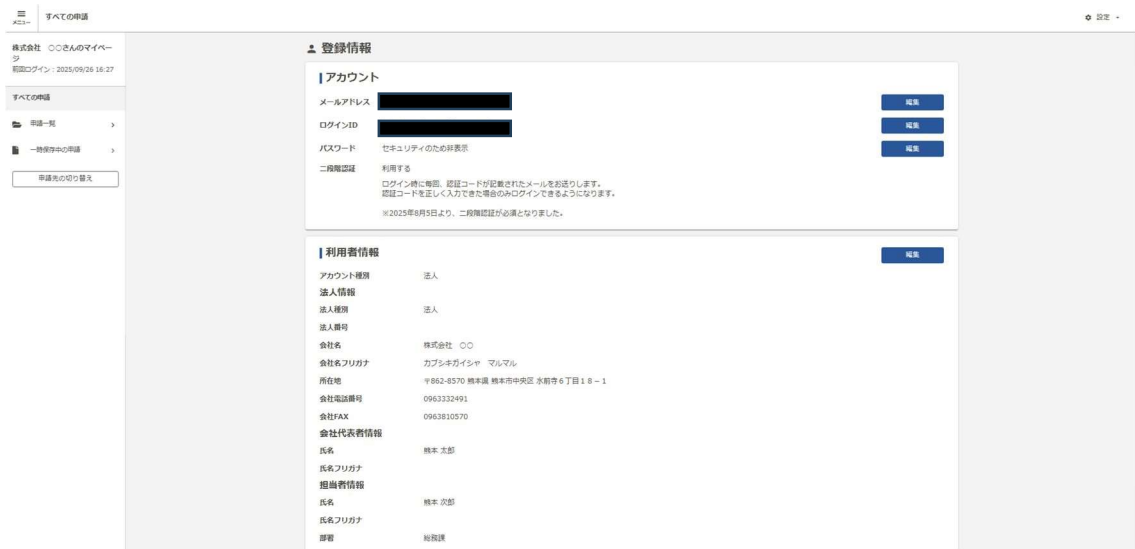 メニュー
すべての申請
設定
株式会社　○○さんのマイペー
ジ
前回ログイン：2025/09/26 16:27
すべての申請
申請一覧
一時保存中の申請
申請先の切り替え
登録情報
アカウント
メールアドレス 編集
ログインID 編集
パスワード セキュリティのため非表示 編集
二段階認証 利用する
ログイン時に毎回、認証コードが記載されたメールをお送りします。
認証コードを正しく入力できた場合のみログインできるようになります。
※2025年8月5日より、二段階認証が必須となりました。
利用者情報 編集
アカウント種別 法人
法人情報
法人種別 法人
法人番号
会社名 株式会社　○○
会社名フリガナ カブシキガイシャ　マルマル
所在地 〒862-8570 熊本県 熊本市中央区 水前寺６丁目１８－１
会社電話番号 0963332491
会社FAX 0963810570
会社代表者情報
氏名 熊本 太郎
氏名フリガナ
担当者情報
氏名 熊本 次郎
氏名フリガナ
部署 総務課